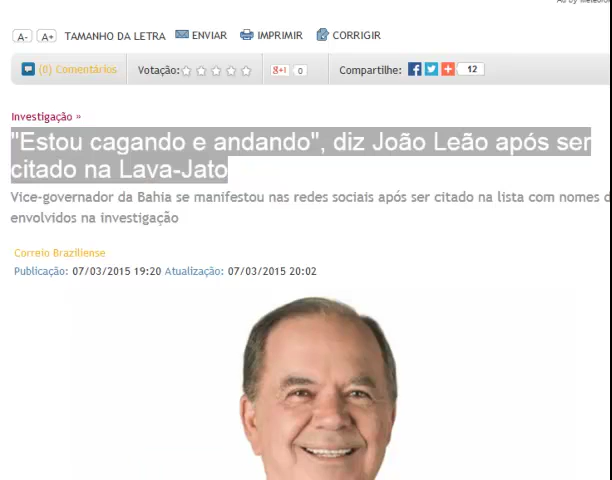 A- A+ TAMANHO DA LETRA ENVIAR IMPRIMIR CORRIGIR
(0) Comentários Votação: g+1 0 Compartilhe: 12
Investigação »
"Estou cagando e andando", diz João Leão após ser
citado na Lava-Jato
Vice-governador da Bahia se manifestou nas redes sociais após ser citado na lista com nomes
envolvidos na investigação
Correio Braziliense
Publicação: 07/03/2015 19:20 Atualização: 07/03/2015 20:02